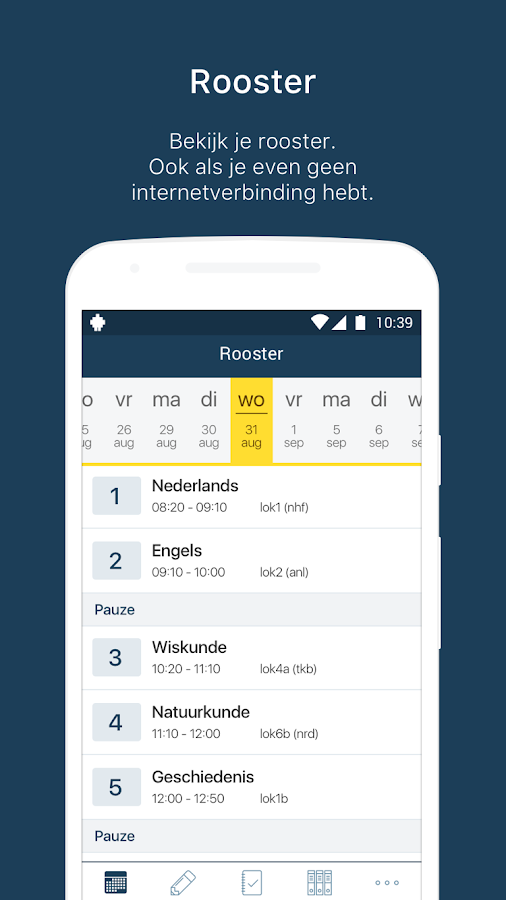 Rooster
Bekijk je rooster.
Ook als je even geen
internetverbinding hebt.
10:39
Rooster
vr ma di wo vr ma di
26 29 30 31 1 5 6
aug aug aug aug sep sep sep
1
Nederlands
08:20 - 09:10 lok1 (nhf)
2
Engels
09:10 - 10:00 lok2 (anl)
Pauze
3
Wiskunde
10:20 - 11:10 lok4a (tkb)
4
Natuurkunde
11:10 - 12:00 lok6b (nrd)
5
Geschiedenis
12:00 - 12:50 lok1b
Pauze